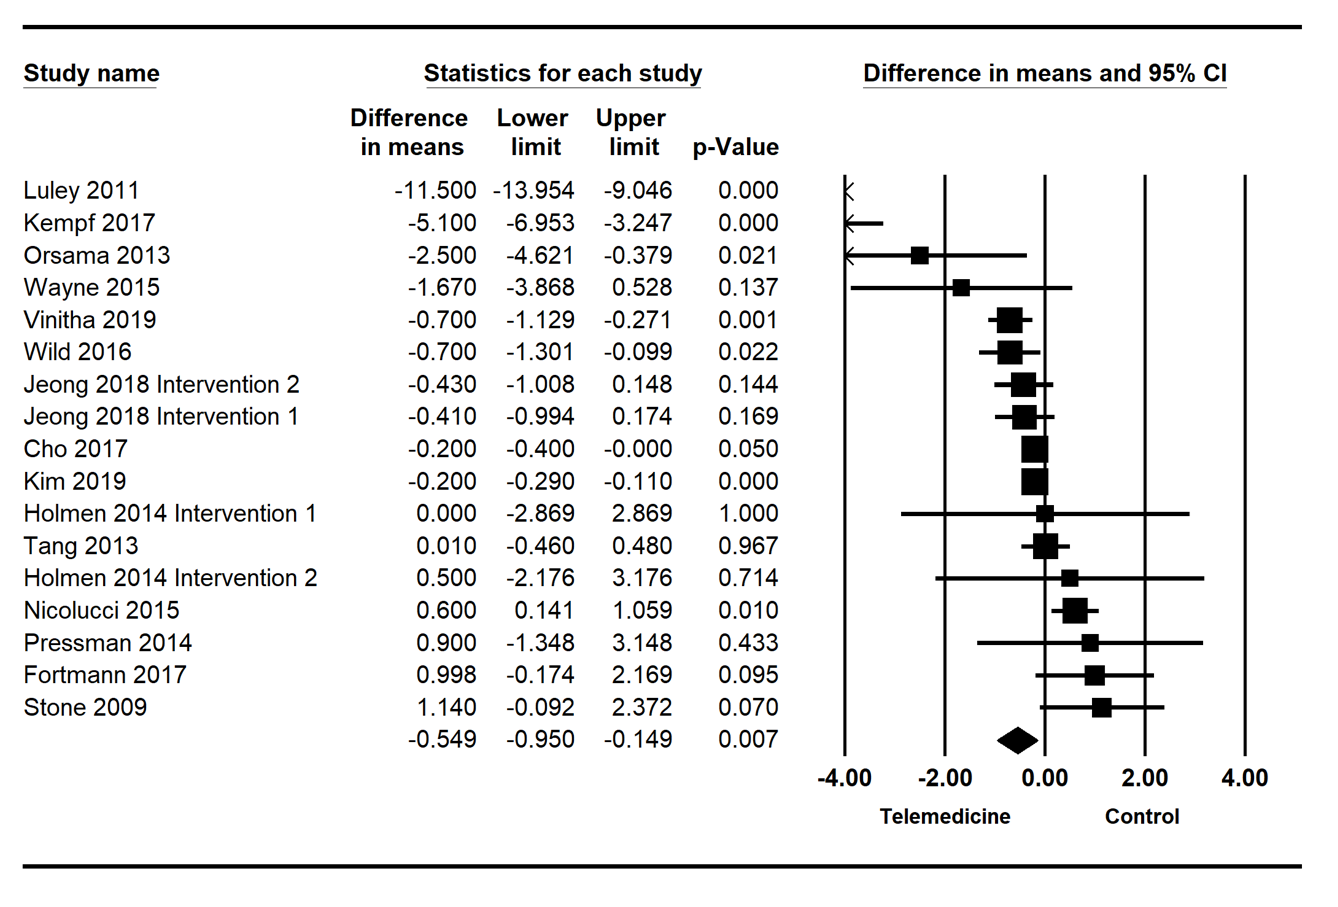 Study name Statistics for each study Difference in means and 95% CI
Difference Lower Upper
in means limit limit p-Value
Luley 2011 -11.500 -13.954 -9.046 0.000
Kempf 2017 -5.100 -6.953 -3.247 0.000
Orsama 2013 -2.500 -4.621 -0.379 0.021
Wayne 2015 -1.670 -3.868 0.528 0.137
Vinitha 2019 -0.700 -1.129 -0.271 0.001
Wild 2016 -0.700 -1.301 -0.099 0.022
Jeong 2018 Intervention 2 -0.430 -1.008 0.148 0.144
Jeong 2018 Intervention 1 -0.410 -0.994 0.174 0.169
Cho 2017 -0.200 -0.400 -0.000 0.050
Kim 2019 -0.200 -0.290 -0.110 0.000
Holmen 2014 Intervention 1 0.000 -2.869 2.869 1.000
Tang 2013 0.010 -0.460 0.480 0.967
Holmen 2014 Intervention 2 0.500 -2.176 3.176 0.714
Nicolucci 2015 0.600 0.141 1.059 0.010
Pressman 2014 0.900 -1.348 3.148 0.433
Fortmann 2017 0.998 -0.174 2.169 0.095
Stone 2009 1.140 -0.092 2.372 0.070
-0.549 -0.950 -0.149 0.007
-4.00 -2.00 0.00 2.00 4.00
Telemedicine Control